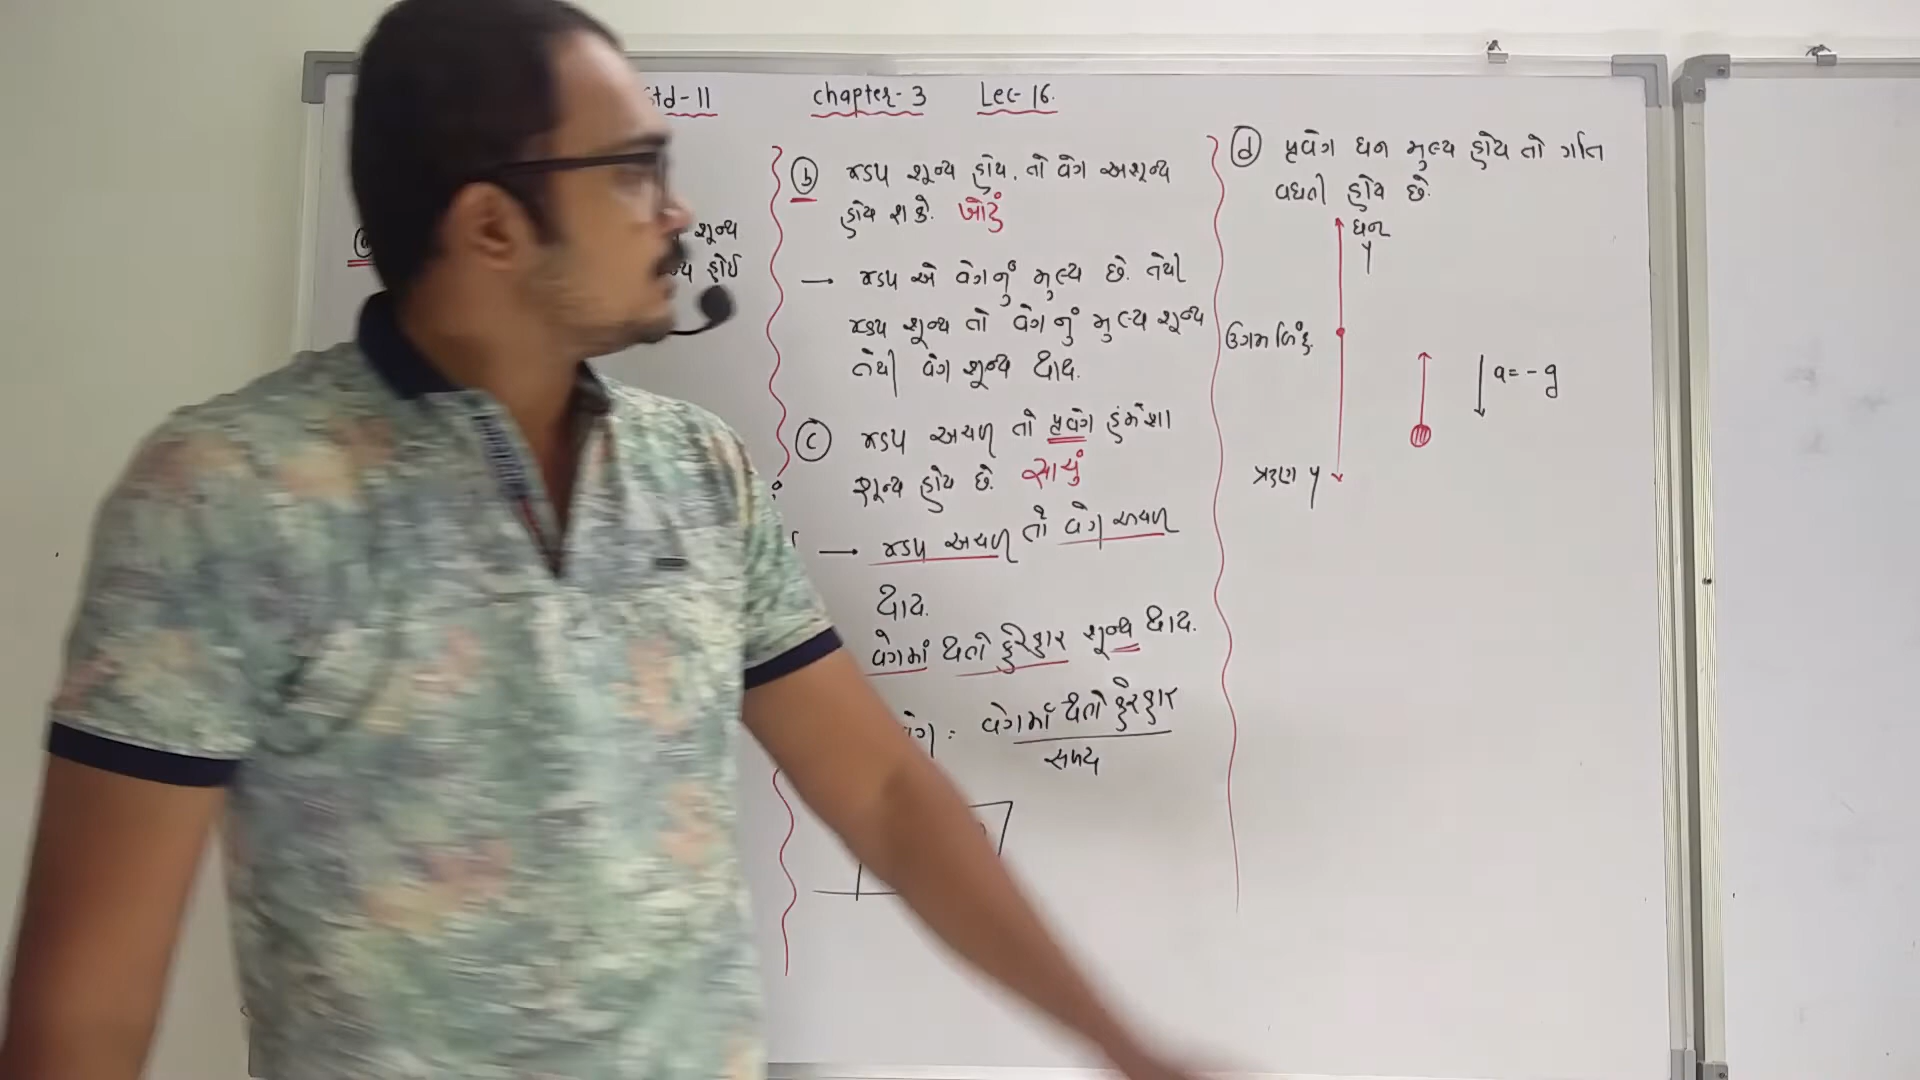 Std-11 Chapter-3 Lec-16.
શૂન્ય
હોઈ
(b) ઝડપ શૂન્ય હોય. તો વેગ અશૂન્ય
હોય શકે. ખોટું
→ ઝડપ એ વેગનું મુલ્ય છે. તેથી
ઝડપ શૂન્ય તો વેગનું મુલ્ય શૂન્ય
તેથી વેગ શૂન્ય થાય.
(c) ઝડપ અચળ તો પ્રવેગ હંમેશા
શૂન્ય હોય છે. સાચું
→ ઝડપ અચળ તો વેગ અચળ
થાય.
વેગમાં થતો ફેરફાર શૂન્ય થાય.
વેગમાં થતો ફેરફાર
સમય
(d) પ્રવેગ ધન મુલ્ય હોય તો ગતિ
વધતી હોય છે.
ધન
y
ઉગમબિંદુ.
a = - g
ઋણ y